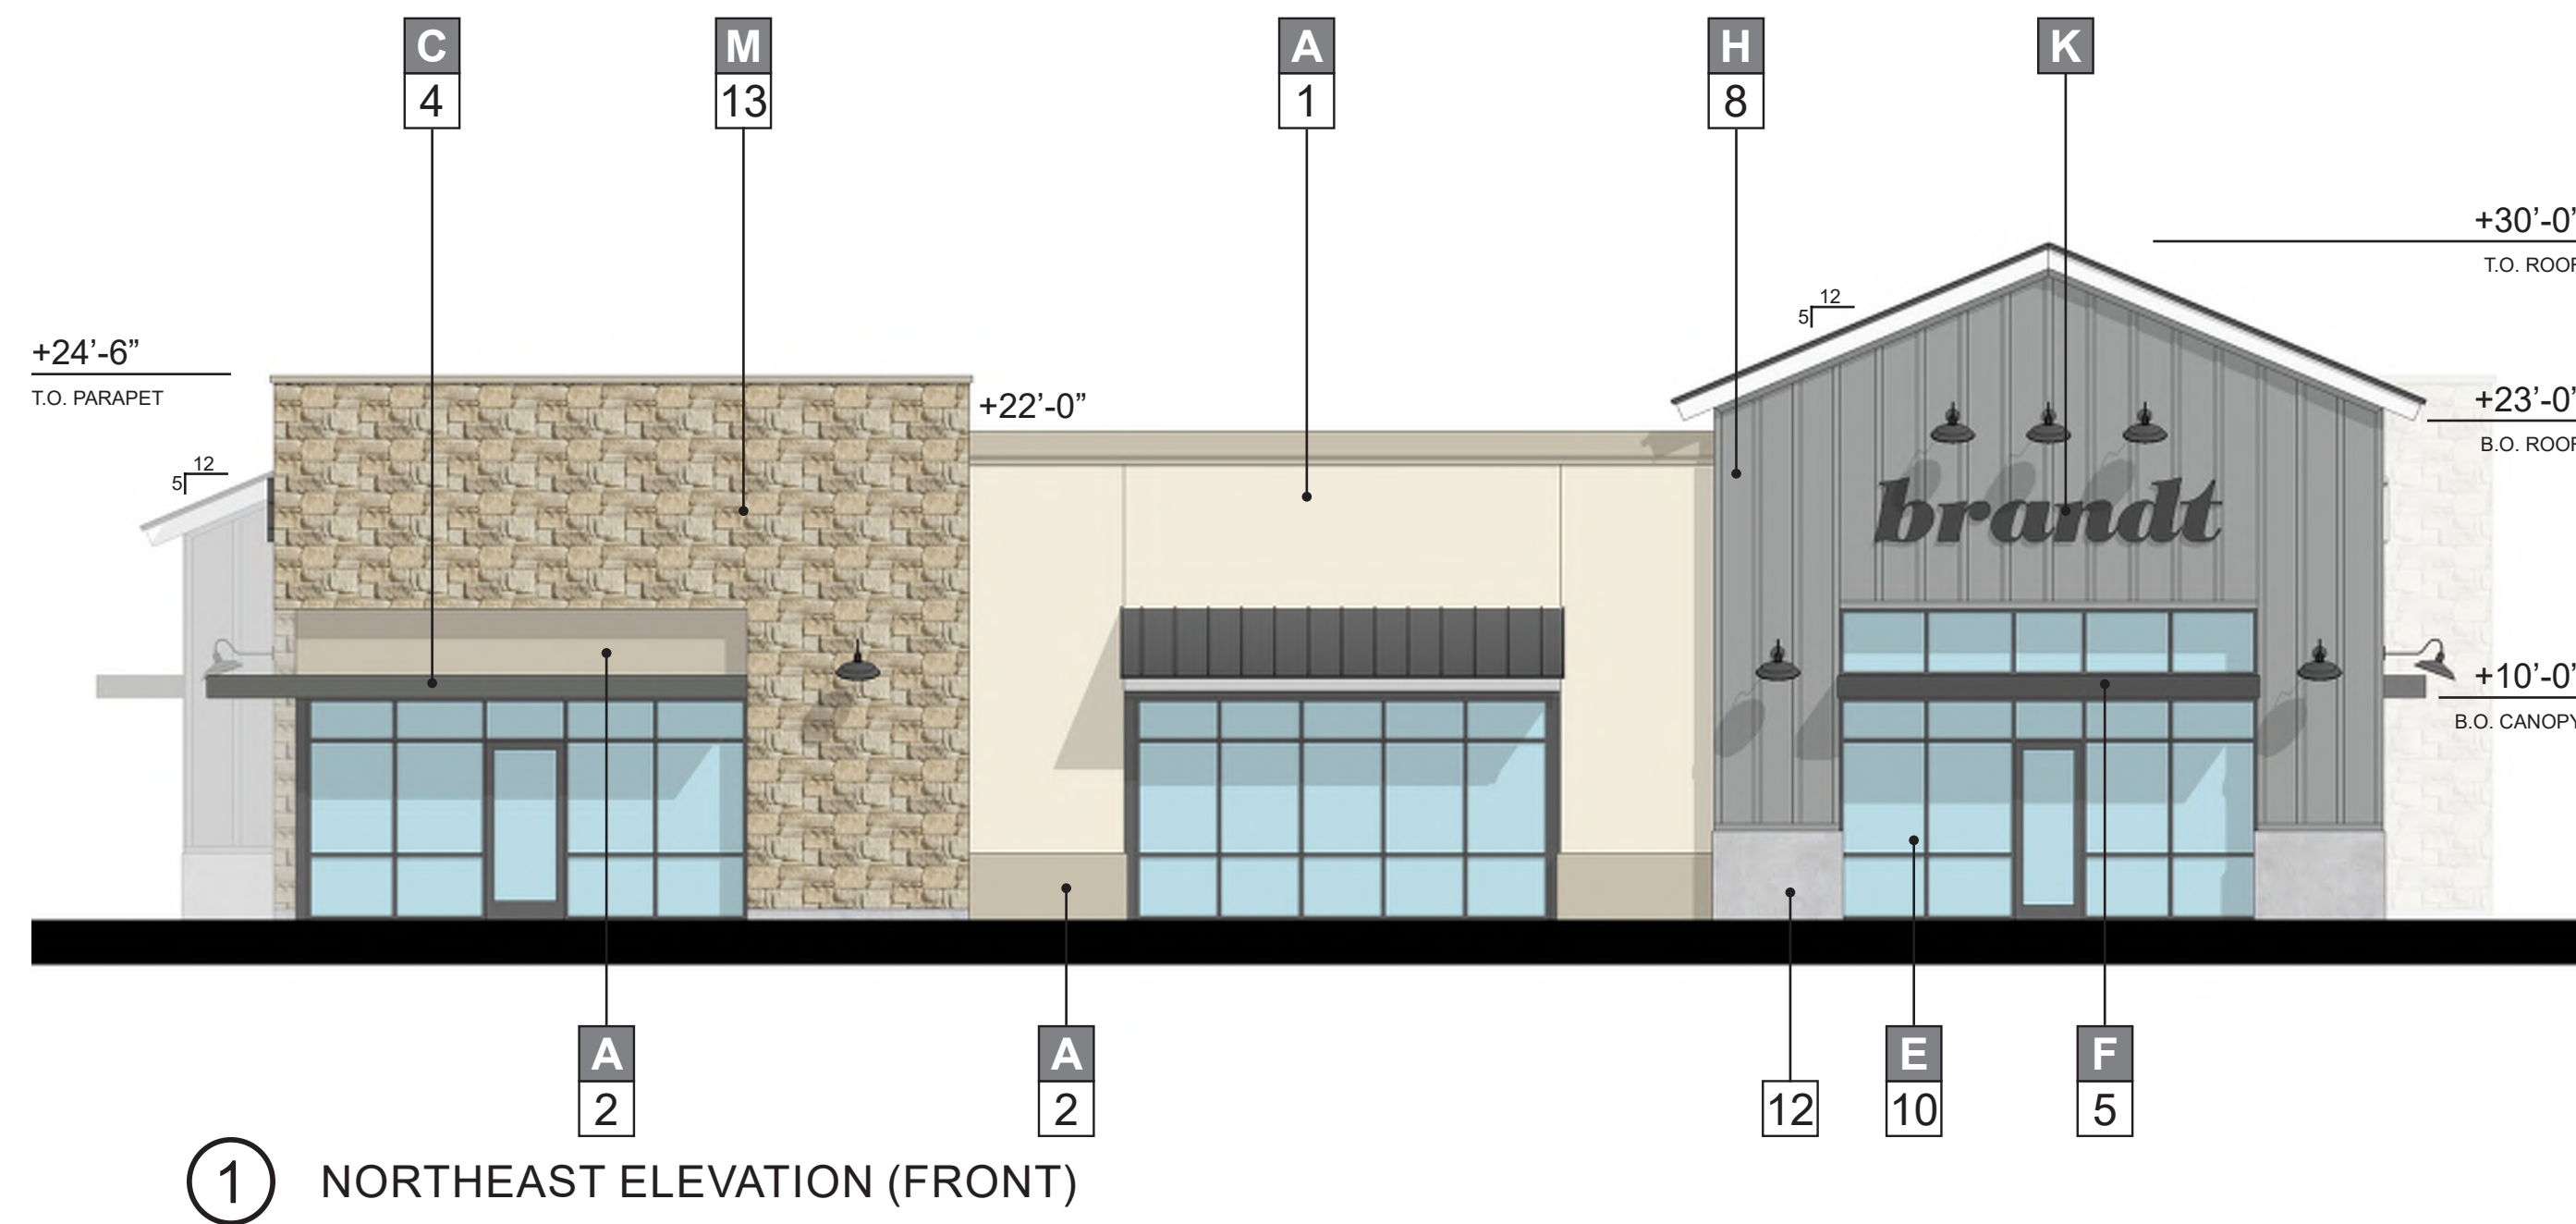 C M A H K
4 13 1 8
+30’-0”
T.O. ROOF
12
5
+24’-6”
T.O. PARAPET
+22’-0”
+23’-0”
B.O. ROOF
12
5
brandt
+10’-0”
B.O. CANOPY
A A E F
2 2 12 10 5
1 NORTHEAST ELEVATION (FRONT)